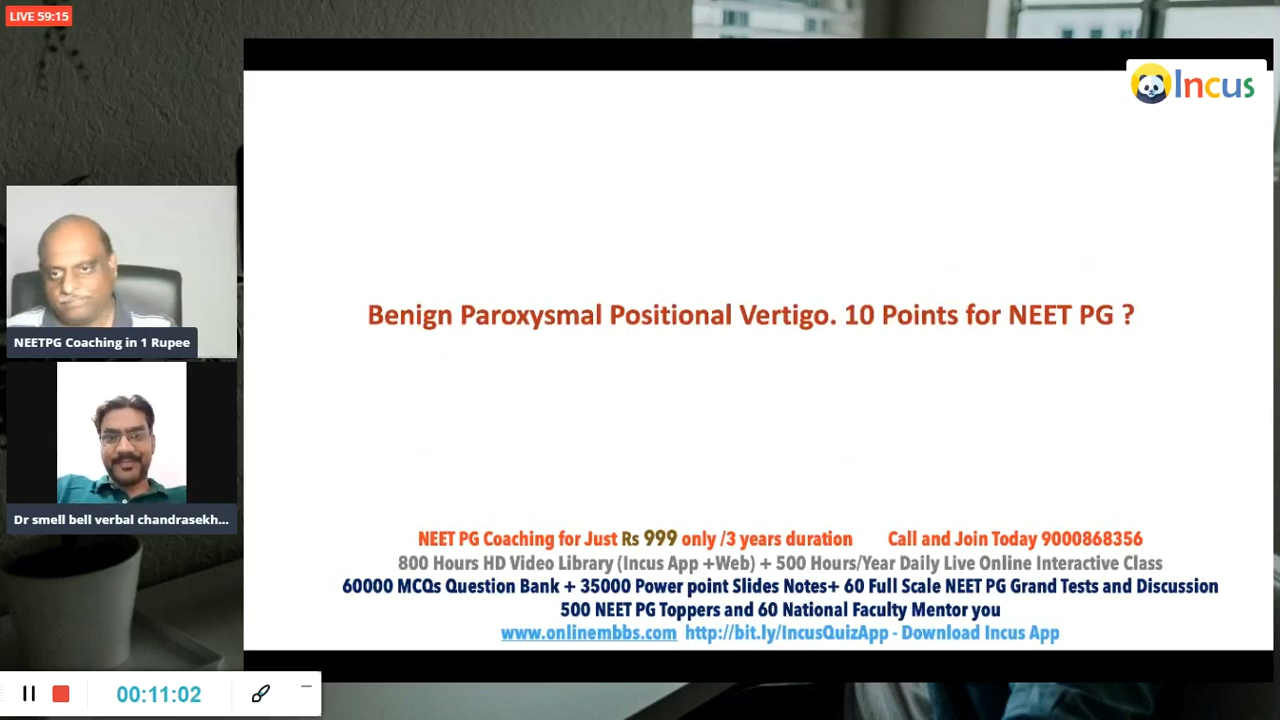 LIVE 59:15
Incus
NEETPG Coaching in 1 Rupee
Dr smell bell verbal chandrasekh...
Benign Paroxysmal Positional Vertigo. 10 Points for NEET PG ?
NEET PG Coaching for Just Rs 999 only /3 years duration Call and Join Today 9000868356
800 Hours HD Video Library (Incus App +Web) + 500 Hours/Year Daily Live Online Interactive Class
60000 MCQs Question Bank + 35000 Power point Slides Notes+ 60 Full Scale NEET PG Grand Tests and Discussion
500 NEET PG Toppers and 60 National Faculty Mentor you
www.onlinembbs.com http://bit.ly/IncusQuizApp - Download Incus App
00:11:02